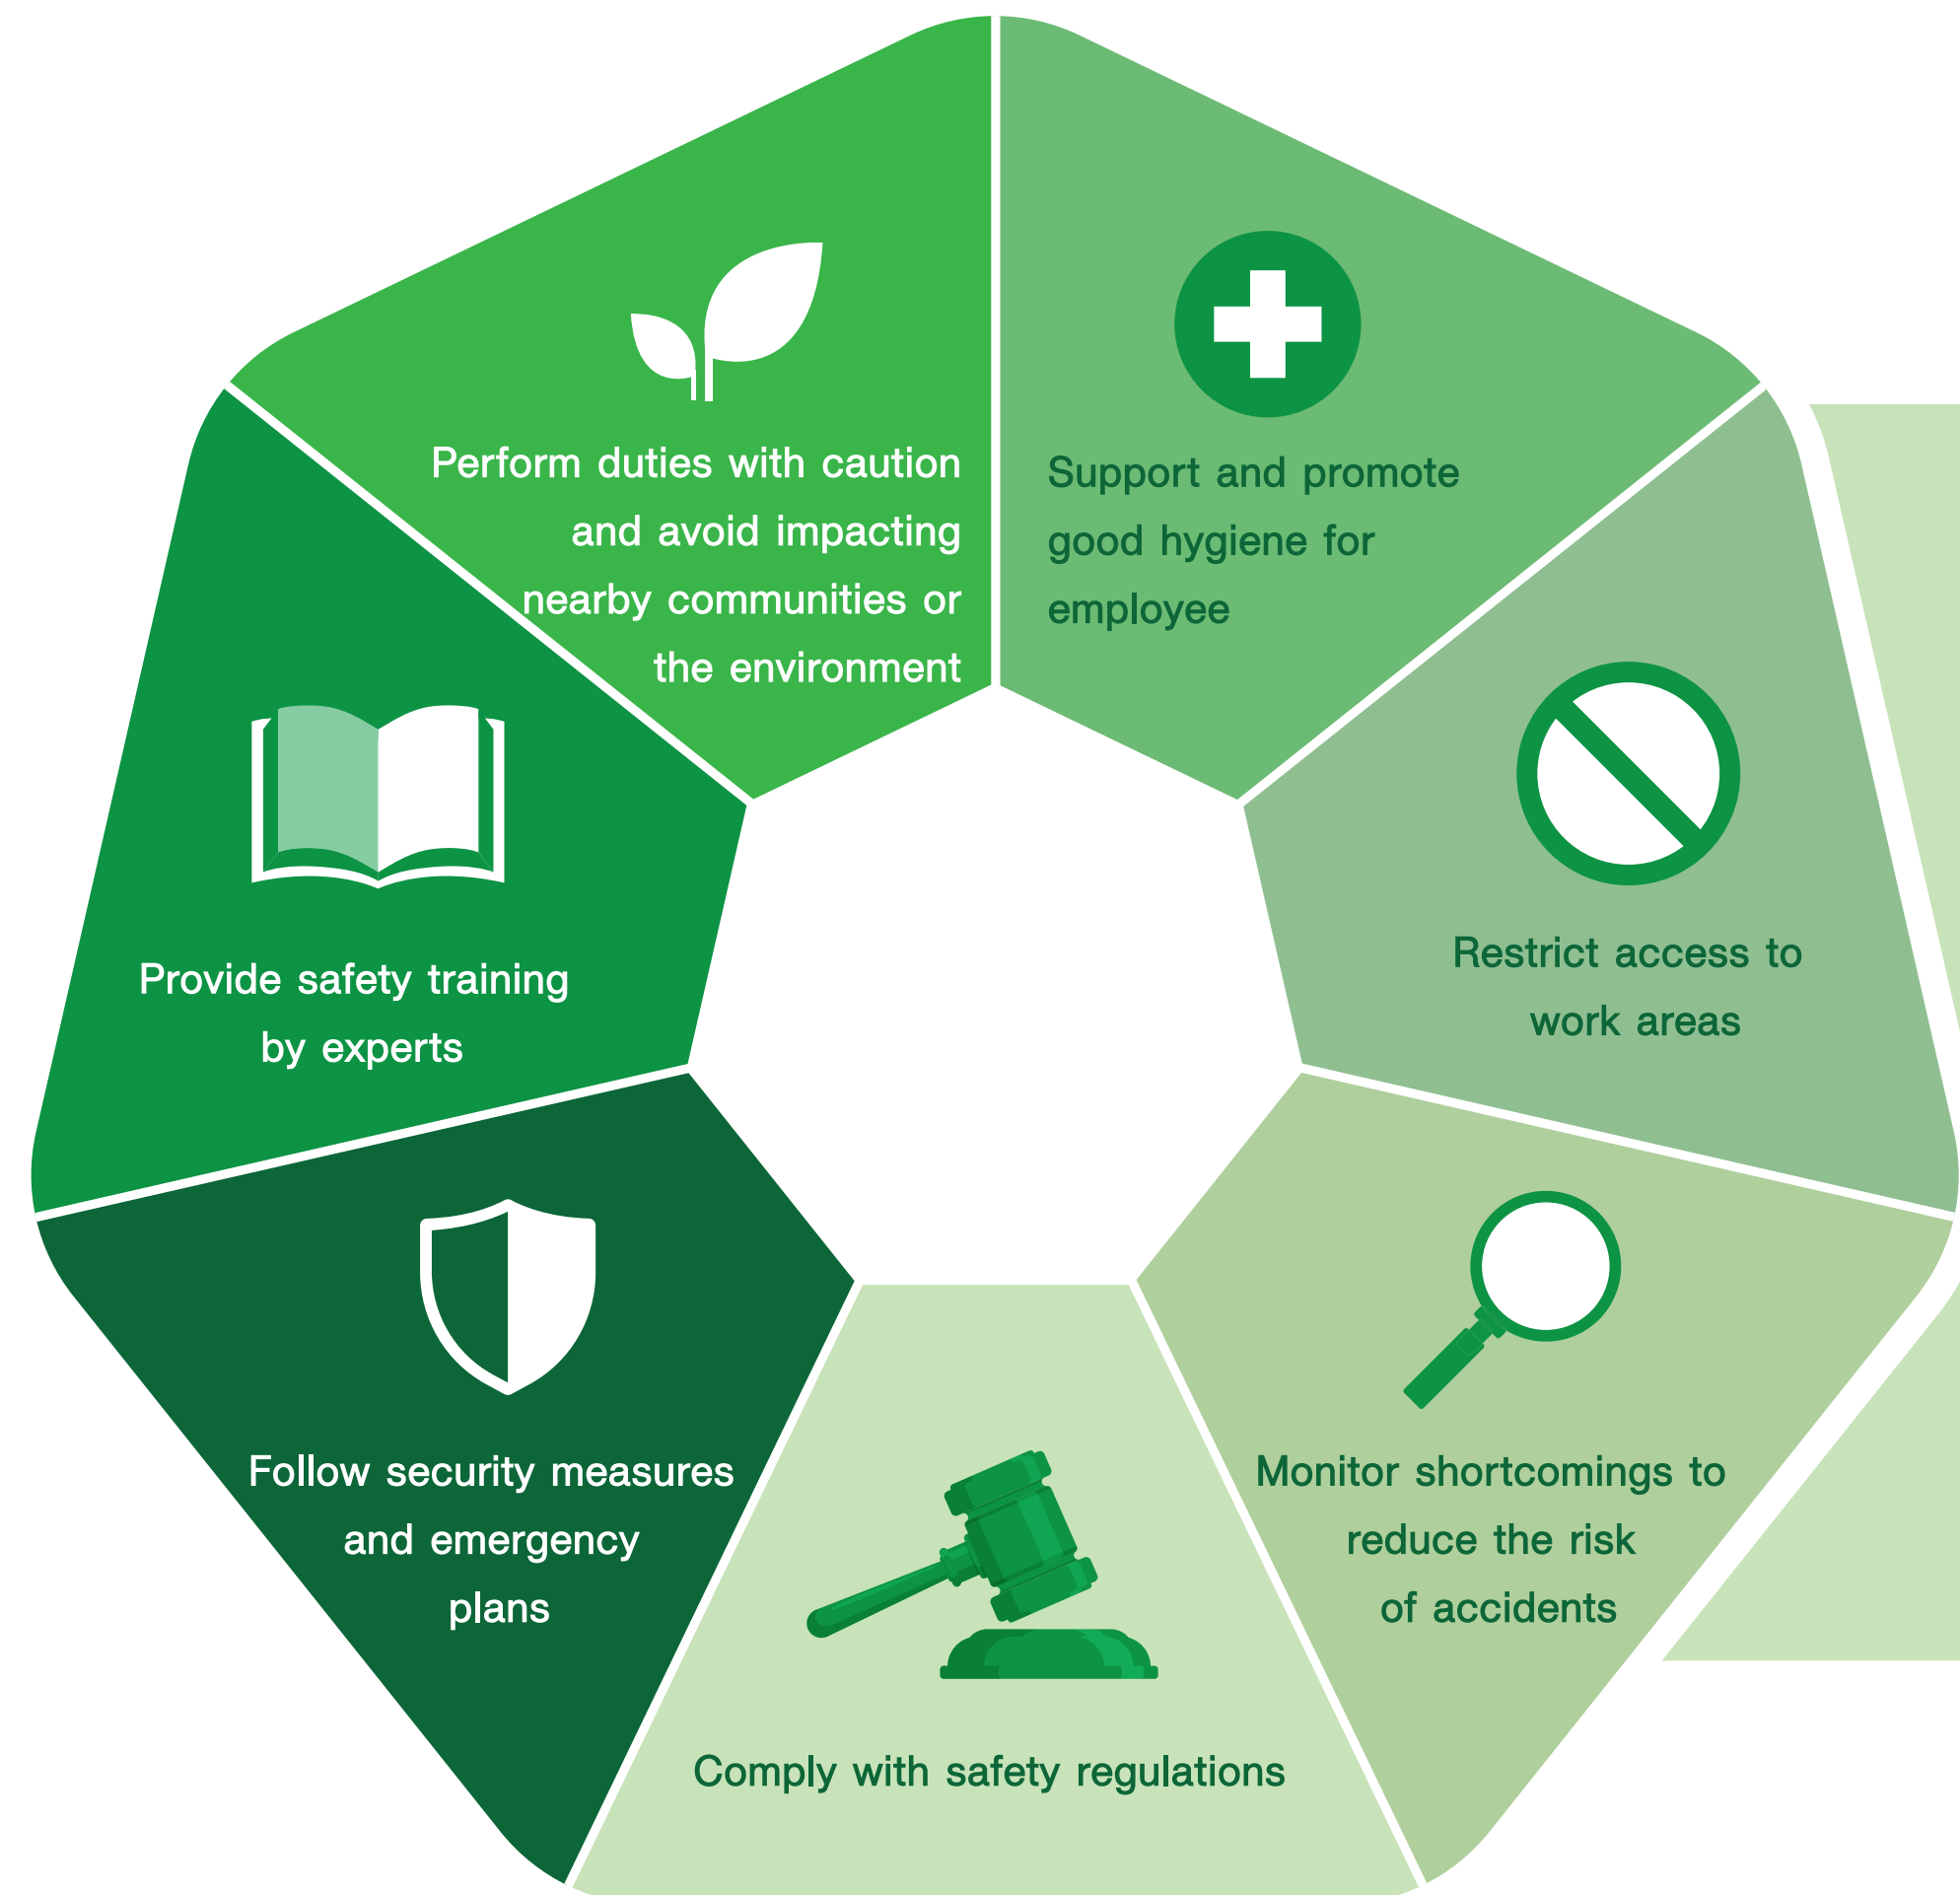 Perform duties with caution
and avoid impacting
nearby communities or
the environment
Support and promote
good hygiene for
employee
Provide safety training
by experts
Restrict access to
work areas
Follow security measures
and emergency
plans
Monitor shortcomings to
reduce the risk
of accidents
Comply with safety regulations